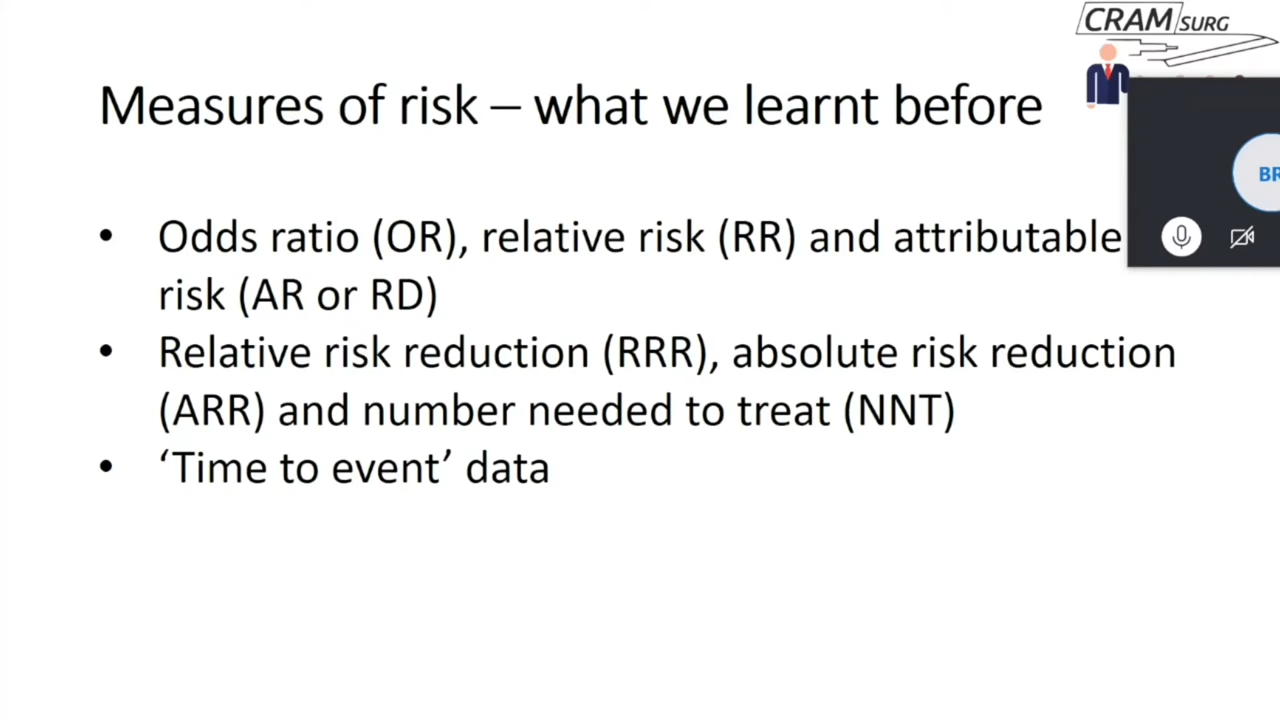 CRAM SURG
Measures of risk – what we learnt before
• Odds ratio (OR), relative risk (RR) and attributable
risk (AR or RD)
• Relative risk reduction (RRR), absolute risk reduction
(ARR) and number needed to treat (NNT)
• ‘Time to event’ data
BR